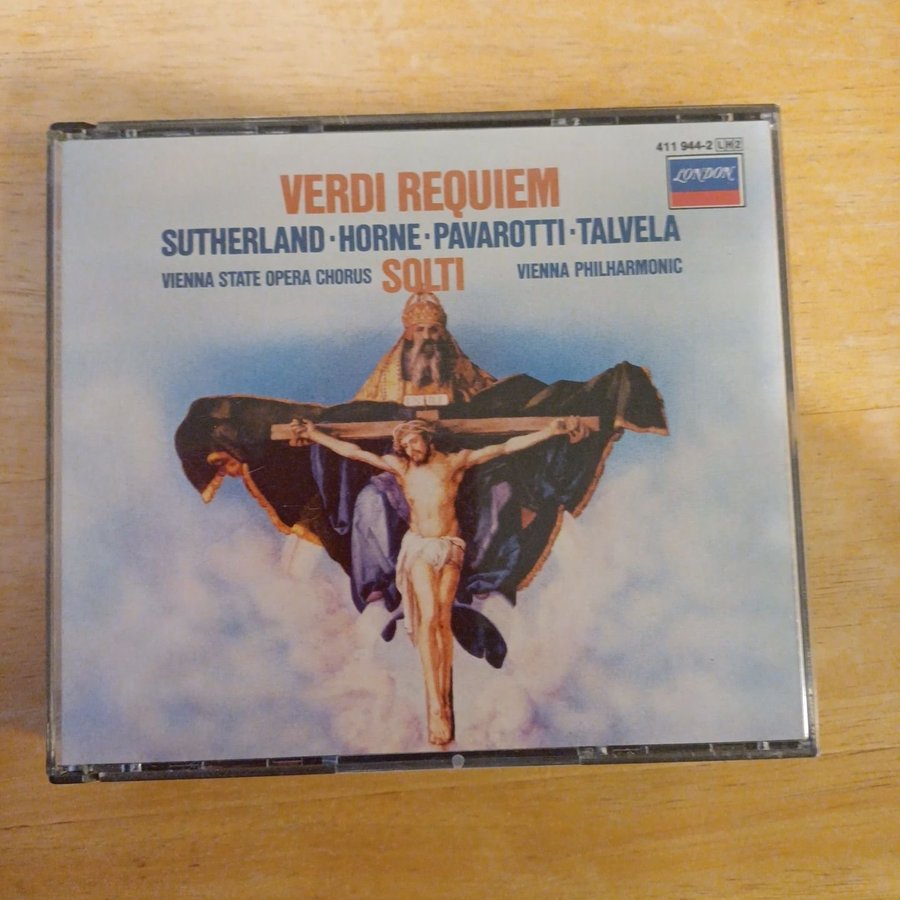 411 944-2 LH2
LONDON
VERDI REQUIEM
SUTHERLAND·HORNE·PAVAROTTI·TALVELA
VIENNA STATE OPERA CHORUS SOLTI VIENNA PHILHARMONIC